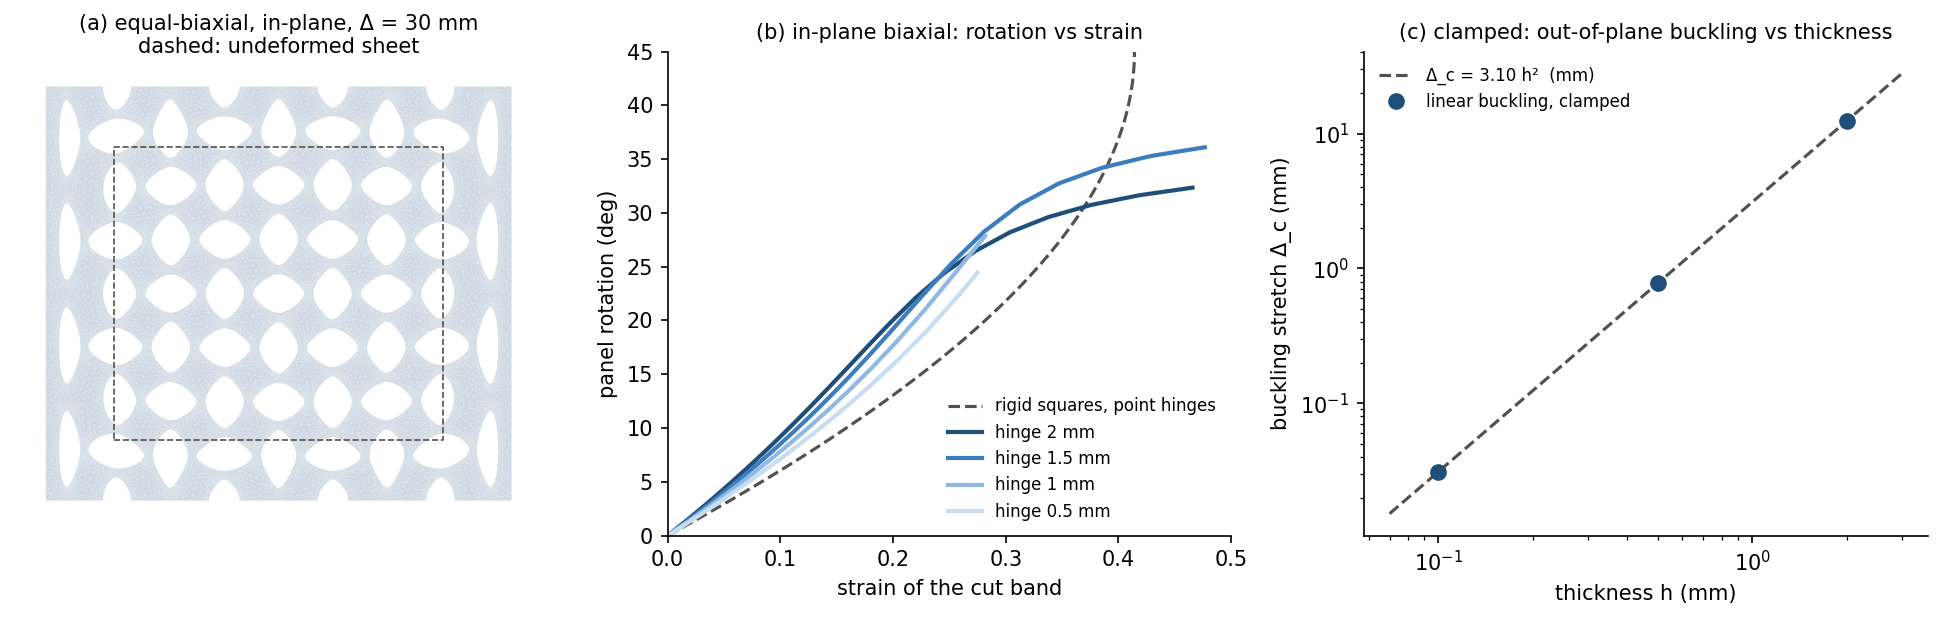 (a) equal-biaxial, in-plane, Δ = 30 mm
dashed: undeformed sheet
(b) in-plane biaxial: rotation vs strain
45
40
35
30
25
20
15
10
5
0
panel rotation (deg)
0.0 0.1 0.2 0.3 0.4 0.5
strain of the cut band
rigid squares, point hinges
hinge 2 mm
hinge 1.5 mm
hinge 1 mm
hinge 0.5 mm
(c) clamped: out-of-plane buckling vs thickness
Δ_c = 3.10 h² (mm)
linear buckling, clamped
10¹
10⁰
10⁻¹
buckling stretch Δ_c (mm)
10⁻¹ 10⁰
thickness h (mm)